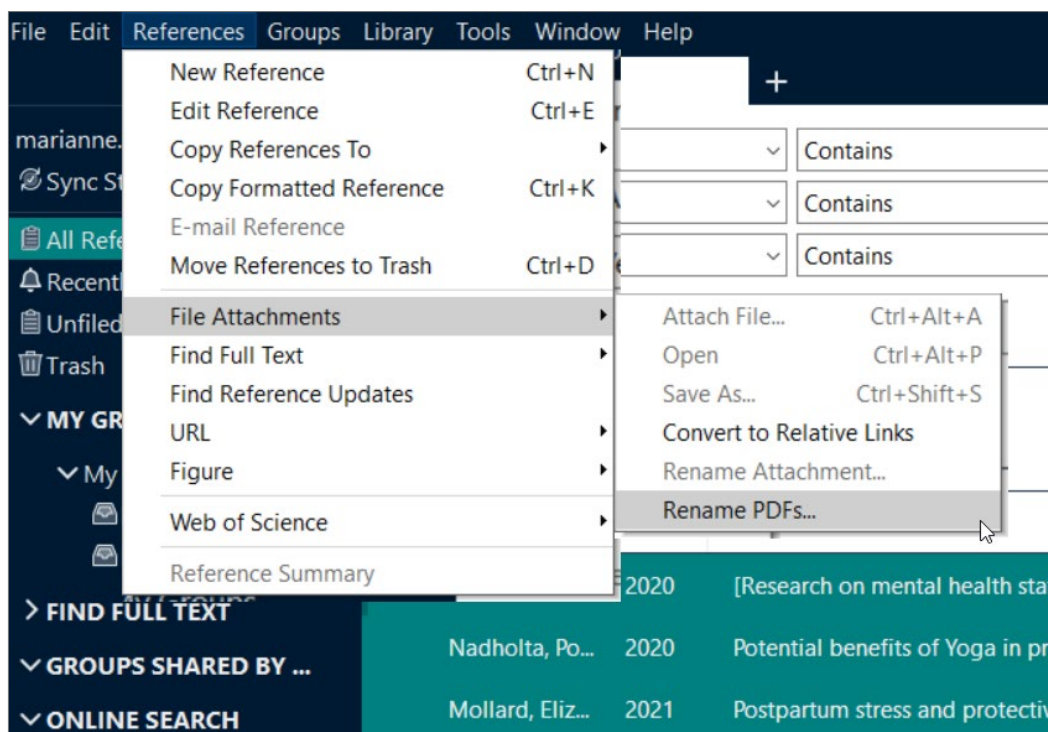 File Edit References Groups Library Tools Window Help
New Reference Ctrl+N
Edit Reference Ctrl+E
Copy References To
Copy Formatted Reference Ctrl+K
E-mail Reference
Move References to Trash Ctrl+D
File Attachments
Find Full Text
Find Reference Updates
URL
Figure
Web of Science
Reference Summary
Attach File... Ctrl+Alt+A
Open Ctrl+Alt+P
Save As... Ctrl+Shift+S
Convert to Relative Links
Rename Attachment...
Rename PDFs...
+
Contains
Contains
Contains
marianne.
Sync St
All Refe
Recentl
Unfiled
Trash
MY GR
My
FIND FULL TEXT
GROUPS SHARED BY ...
ONLINE SEARCH
2020 [Research on mental health sta
Nadholta, Po... 2020 Potential benefits of Yoga in pr
Mollard, Eliz... 2021 Postpartum stress and protectiv